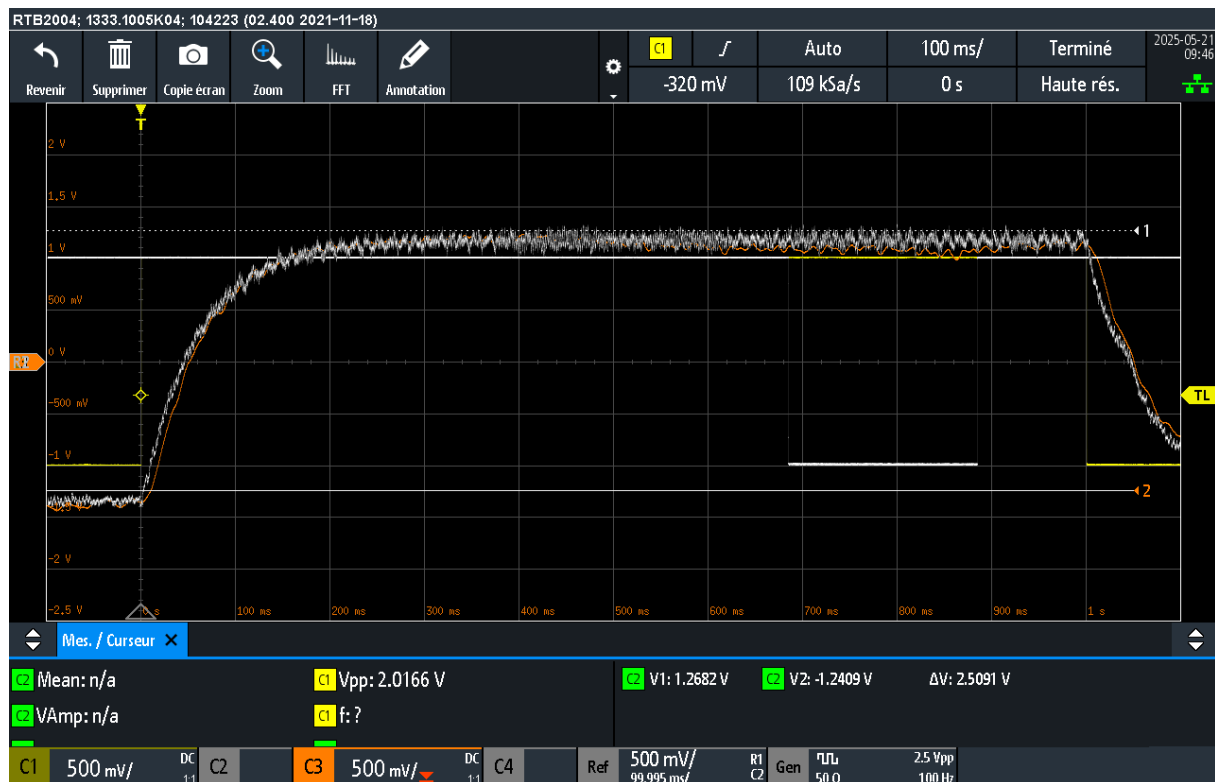 RTB2004; 1333.1005K04; 104223 (02.400 2021-11-18)
Revenir Supprimer Copie écran Zoom FFT Annotation
C1 Auto 100 ms/ Terminé
-320 mV 109 kSa/s 0 s Haute rés.
2025-05-21
09:46
T
2 V
1.5 V
1 V
500 mV
0 V
-500 mV
-1 V
-2 V
-2.5 V
1
2
TL
0 s 100 ms 200 ms 300 ms 400 ms 500 ms 600 ms 700 ms 800 ms 900 ms 1 s
Mes. / Curseur
C2 Mean: n/a C1 Vpp: 2.0166 V C2 V1: 1.2682 V C2 V2: -1.2409 V ΔV: 2.5091 V
C2 VAmp: n/a C1 f: ?
C1 500 mV/ DC 1:1 C2 C3 500 mV/ DC 1:1 C4 Ref 500 mV/ 99.995 ms/ R1 C2 Gen 50 Ω 2.5 Vpp 100 Hz